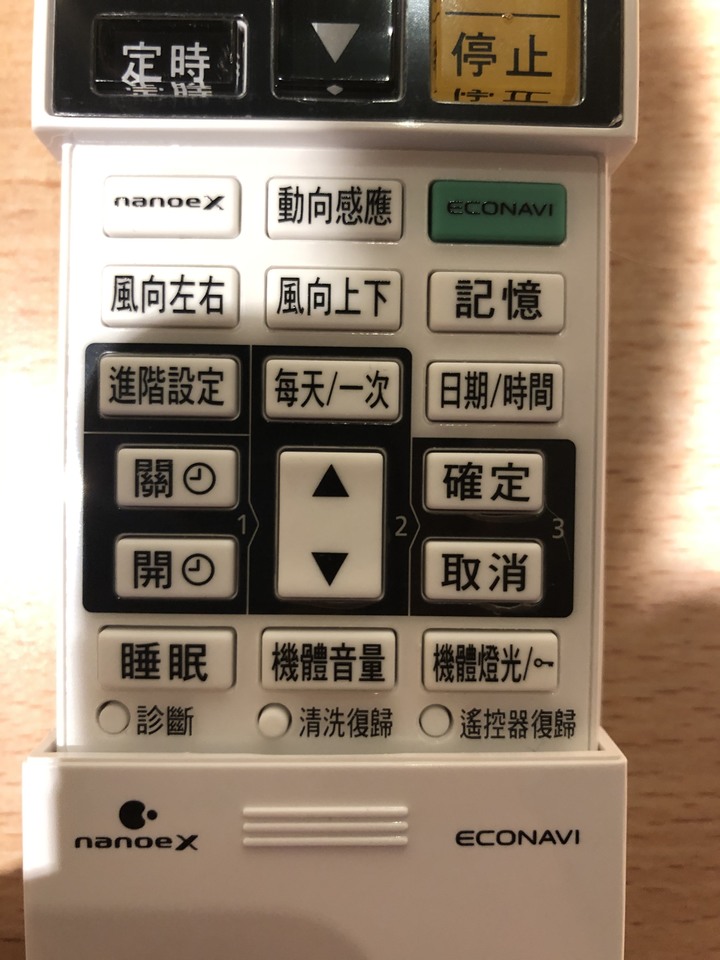 定時 ▼ 停止
nanoeX 動向感應 ECONAVI
風向左右 風向上下 記憶
進階設定 每天/一次 日期/時間
關 ▲ 確定
1 2 3
開 ▼ 取消
睡眠 機體音量 機體燈光/
診斷 清洗復歸 遙控器復歸
nanoeX ECONAVI